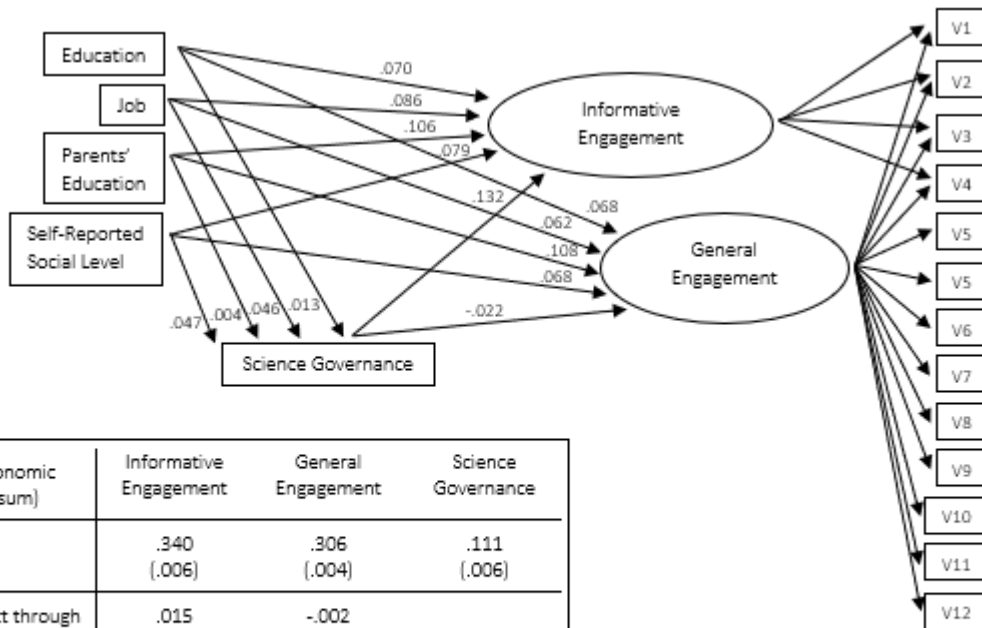 Education
Job
Parents'
Education
Self-Reported
Social Level
.070
.086
.106
.079
.132
.068
.062
.108
.068
-.022
.047
.004
.046
.013
Science Governance
Informative
Engagement
General
Engagement
V1
V2
V3
V4
V5
V5
V6
V7
V8
V9
V10
V11
V12
sum)
Informative
Engagement
General
Engagement
Science
Governance
.340
(.006)
.306
(.004)
.111
(.006)
through
.015
-.002